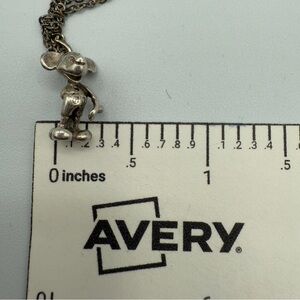 .1 .2 .3 .4 .6 .7 .8 .9 .1 .2 .3 .4
.5 .5
0 inches 1
AVERY.